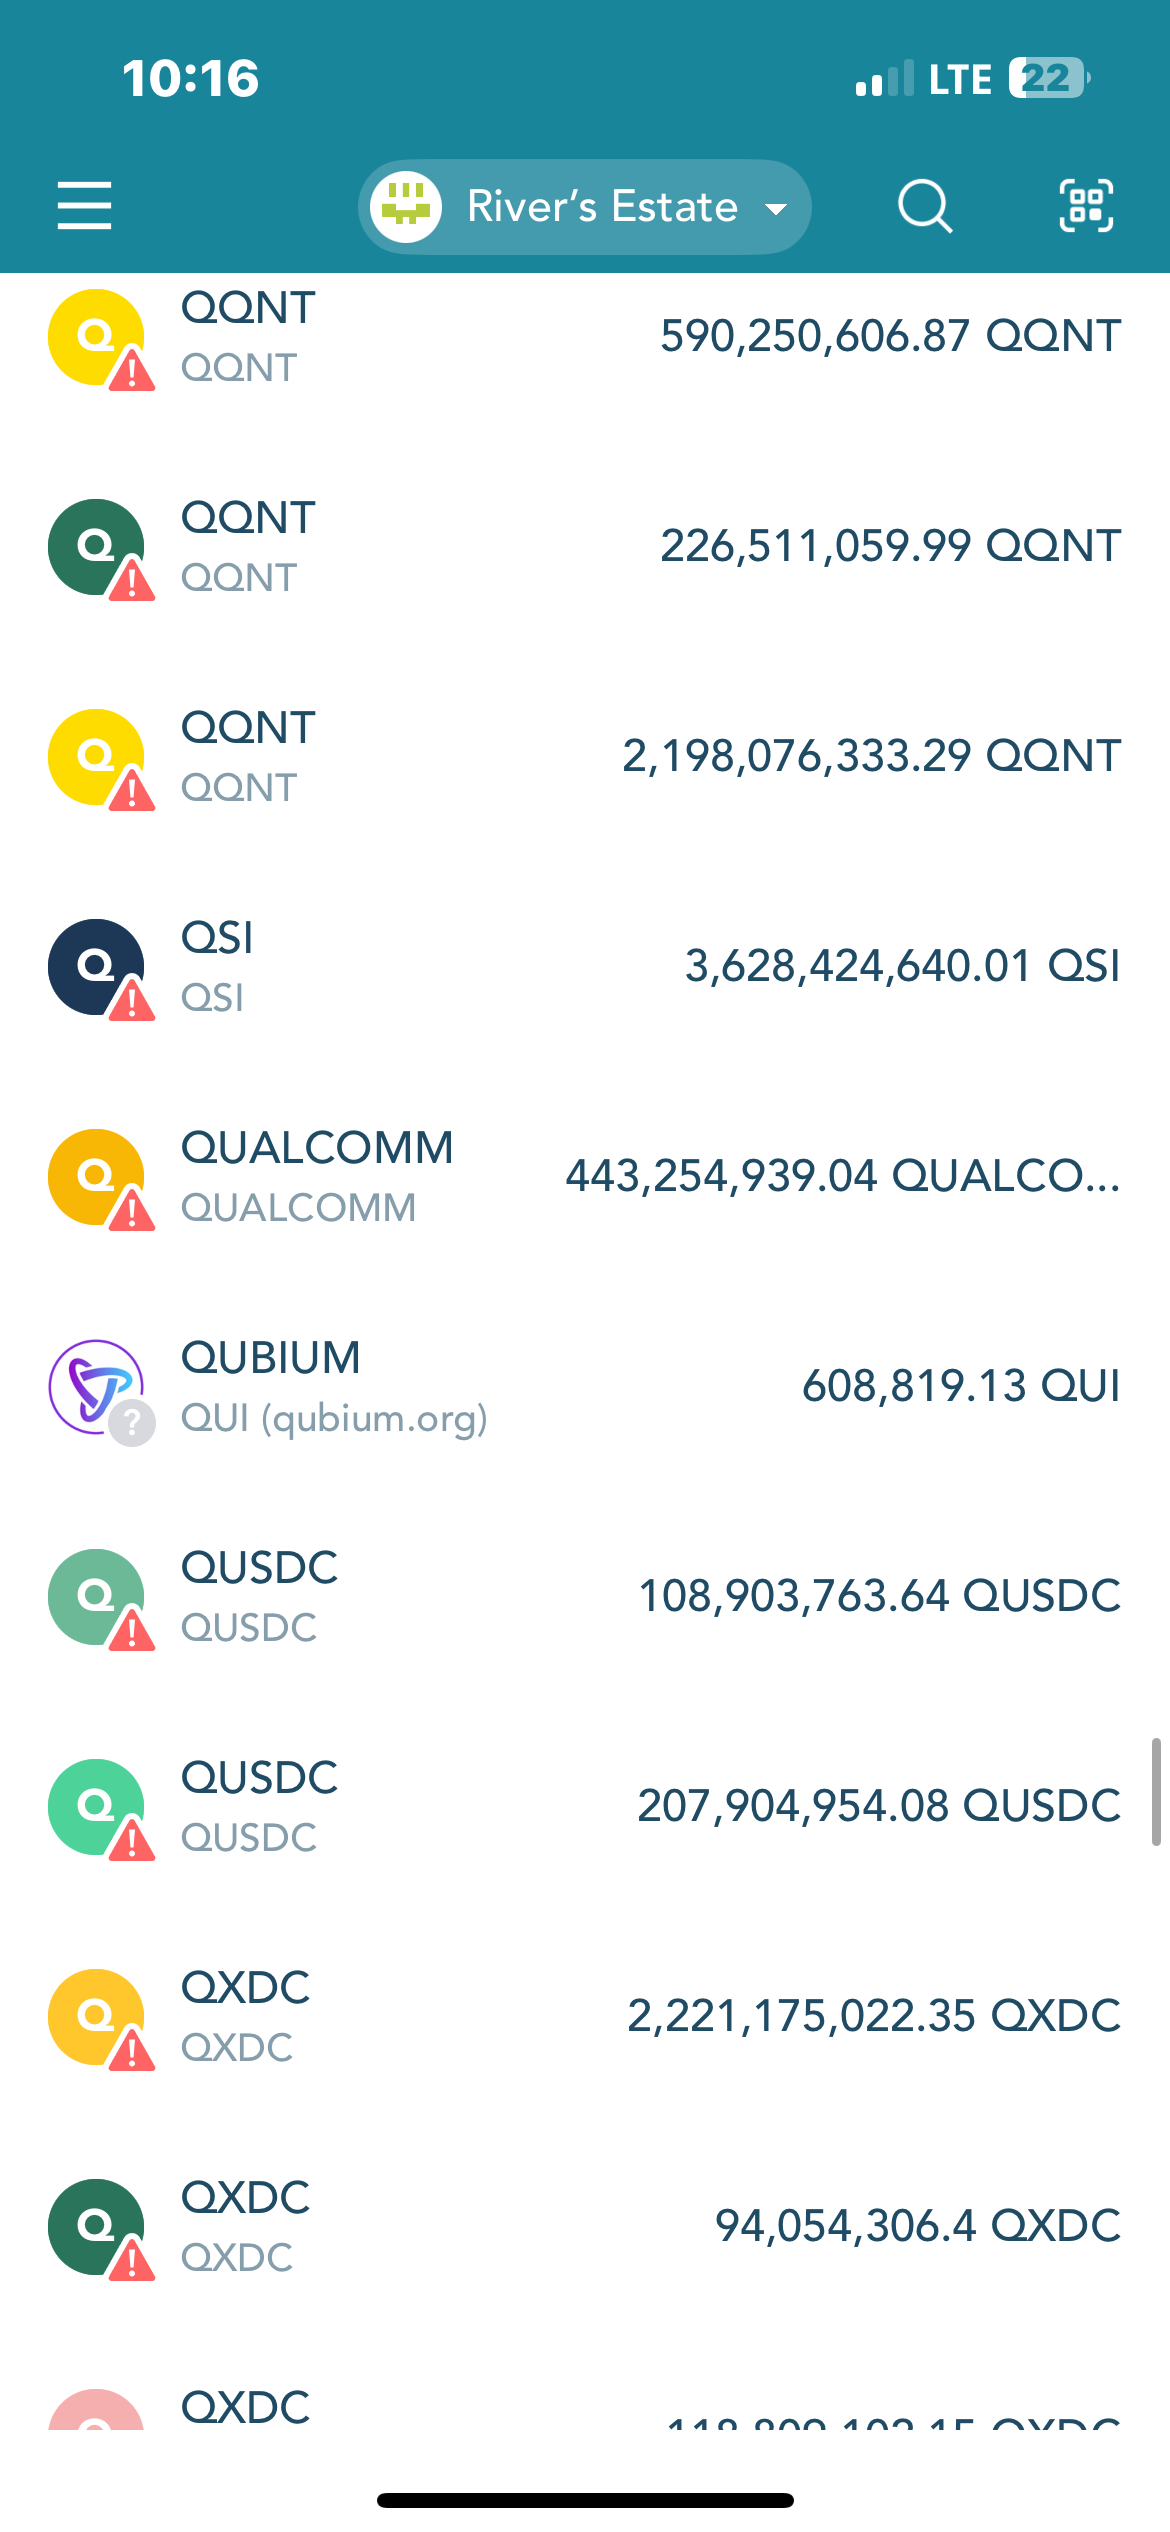 10:16
LTE 22
River's Estate
Q
QQNT
QQNT
590,250,606.87 QQNT
Q
QQNT
QQNT
226,511,059.99 QQNT
Q
QQNT
QQNT
2,198,076,333.29 QQNT
Q
QSI
QSI
3,628,424,640.01 QSI
Q
QUALCOMM
QUALCOMM
443,254,939.04 QUALCO...
QUBIUM
QUI (qubium.org)
608,819.13 QUI
?
Q
QUSDC
QUSDC
108,903,763.64 QUSDC
Q
QUSDC
QUSDC
207,904,954.08 QUSDC
Q
QXDC
QXDC
2,221,175,022.35 QXDC
Q
QXDC
QXDC
94,054,306.4 QXDC
QXDC